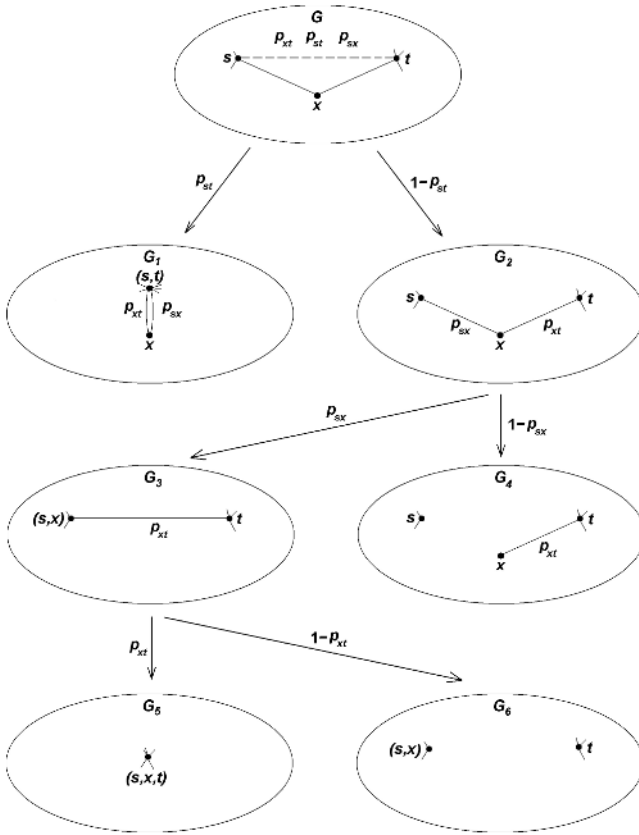 G
p_xt p_st p_sx
s t
x
p_st 1−p_st
G_1 G_2
(s,t) s t
p_xt p_sx p_sx p_xt
x x
p_sx 1−p_sx
G_3 G_4
(s,x) t s t
p_xt x p_xt
p_xt 1−p_xt
G_5 G_6
(s,x) t
(s,x,t)